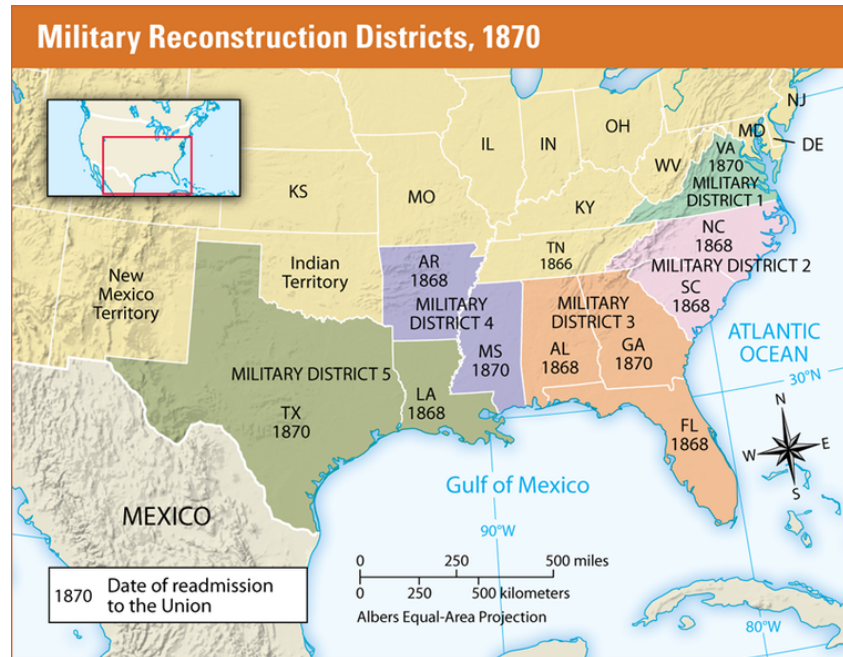 Military Reconstruction Districts, 1870
NJ
OH
MD
IL
IN
DE
VA
1870
WV
MILITARY
DISTRICT 1
KS
MO
KY
NC
1868
TN
1866
AR
1868
Indian
Territory
MILITARY DISTRICT 2
SC
1868
New
Mexico
Territory
MILITARY
DISTRICT 4
MILITARY
DISTRICT 3
ATLANTIC
OCEAN
MS
1870
AL
1868
GA
1870
30°N
MILITARY DISTRICT 5
LA
1868
TX
1870
FL
1868
N
W
E
S
Gulf of Mexico
MEXICO
90°W
0 250 500 miles
0 250 500 kilometers
Albers Equal-Area Projection
1870 Date of readmission
to the Union
80°W